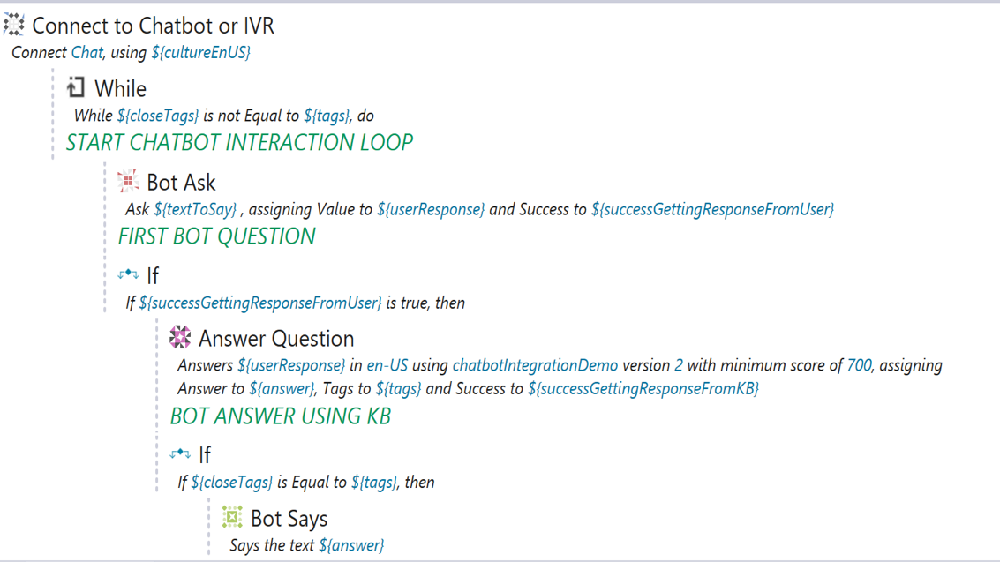 Connect to Chatbot or IVR
Connect Chat, using ${cultureEnUS}
While
While ${closeTags} is not Equal to ${tags}, do
START CHATBOT INTERACTION LOOP
Bot Ask
Ask ${textToSay} , assigning Value to ${userResponse} and Success to ${successGettingResponseFromUser}
FIRST BOT QUESTION
If
If ${successGettingResponseFromUser} is true, then
Answer Question
Answers ${userResponse} in en-US using chatbotIntegrationDemo version 2 with minimum score of 700, assigning
Answer to ${answer}, Tags to ${tags} and Success to ${successGettingResponseFromKB}
BOT ANSWER USING KB
If
If ${closeTags} is Equal to ${tags}, then
Bot Says
Says the text ${answer}